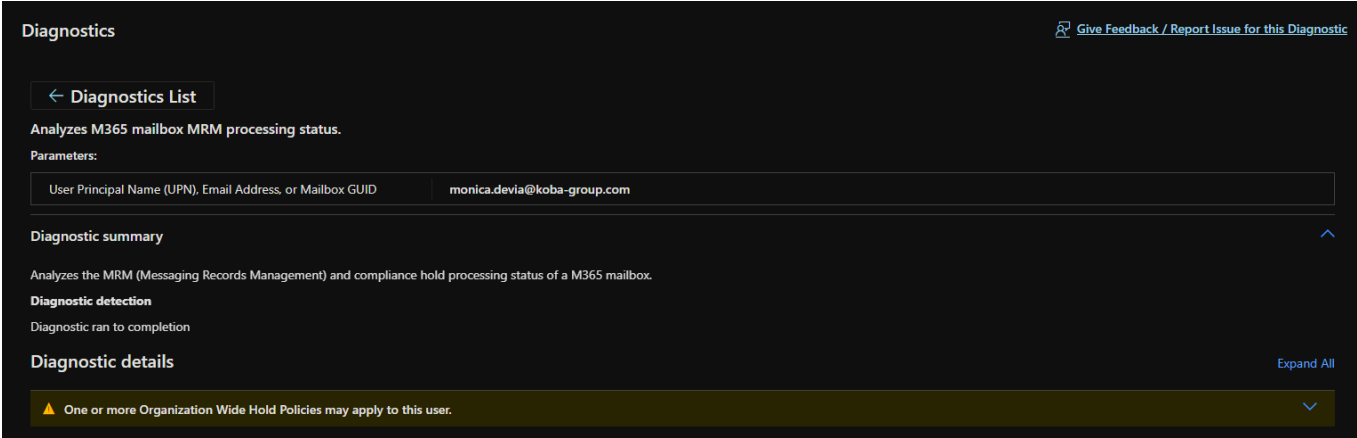 Diagnostics
Give Feedback / Report Issue for this Diagnostic
← Diagnostics List
Analyzes M365 mailbox MRM processing status.
Parameters:
User Principal Name (UPN), Email Address, or Mailbox GUID
monica.devia@koba-group.com
Diagnostic summary
Analyzes the MRM (Messaging Records Management) and compliance hold processing status of a M365 mailbox.
Diagnostic detection
Diagnostic ran to completion
Diagnostic details
Expand All
One or more Organization Wide Hold Policies may apply to this user.